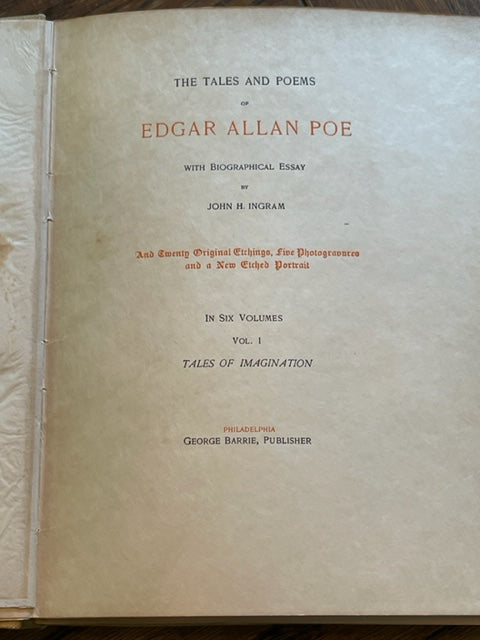 THE TALES AND POEMS
OF
EDGAR ALLAN POE
WITH BIOGRAPHICAL ESSAY
BY
JOHN H. INGRAM
And Twenty Original Etchings, Five Photogravures
and a New Etched Portrait
IN SIX VOLUMES
VOL. I
TALES OF IMAGINATION
PHILADELPHIA
GEORGE BARRIE, PUBLISHER